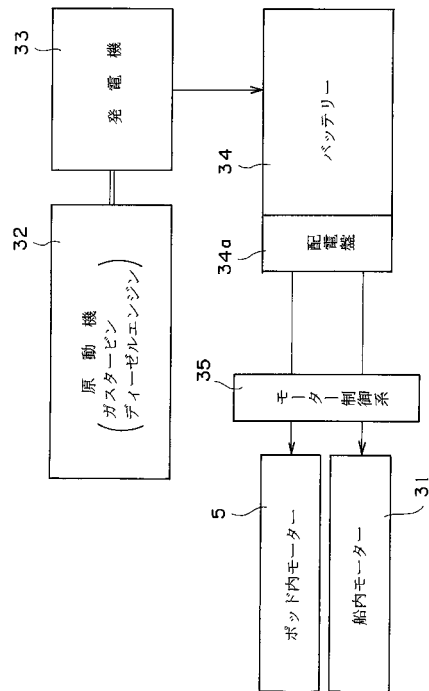 33
発電機
32
原動機
(ガスタービン
ディーゼルエンジン)
34
バッテリー
34a
配電盤
35
モーター制御系
5
ポッド内モーター
31
船内モーター